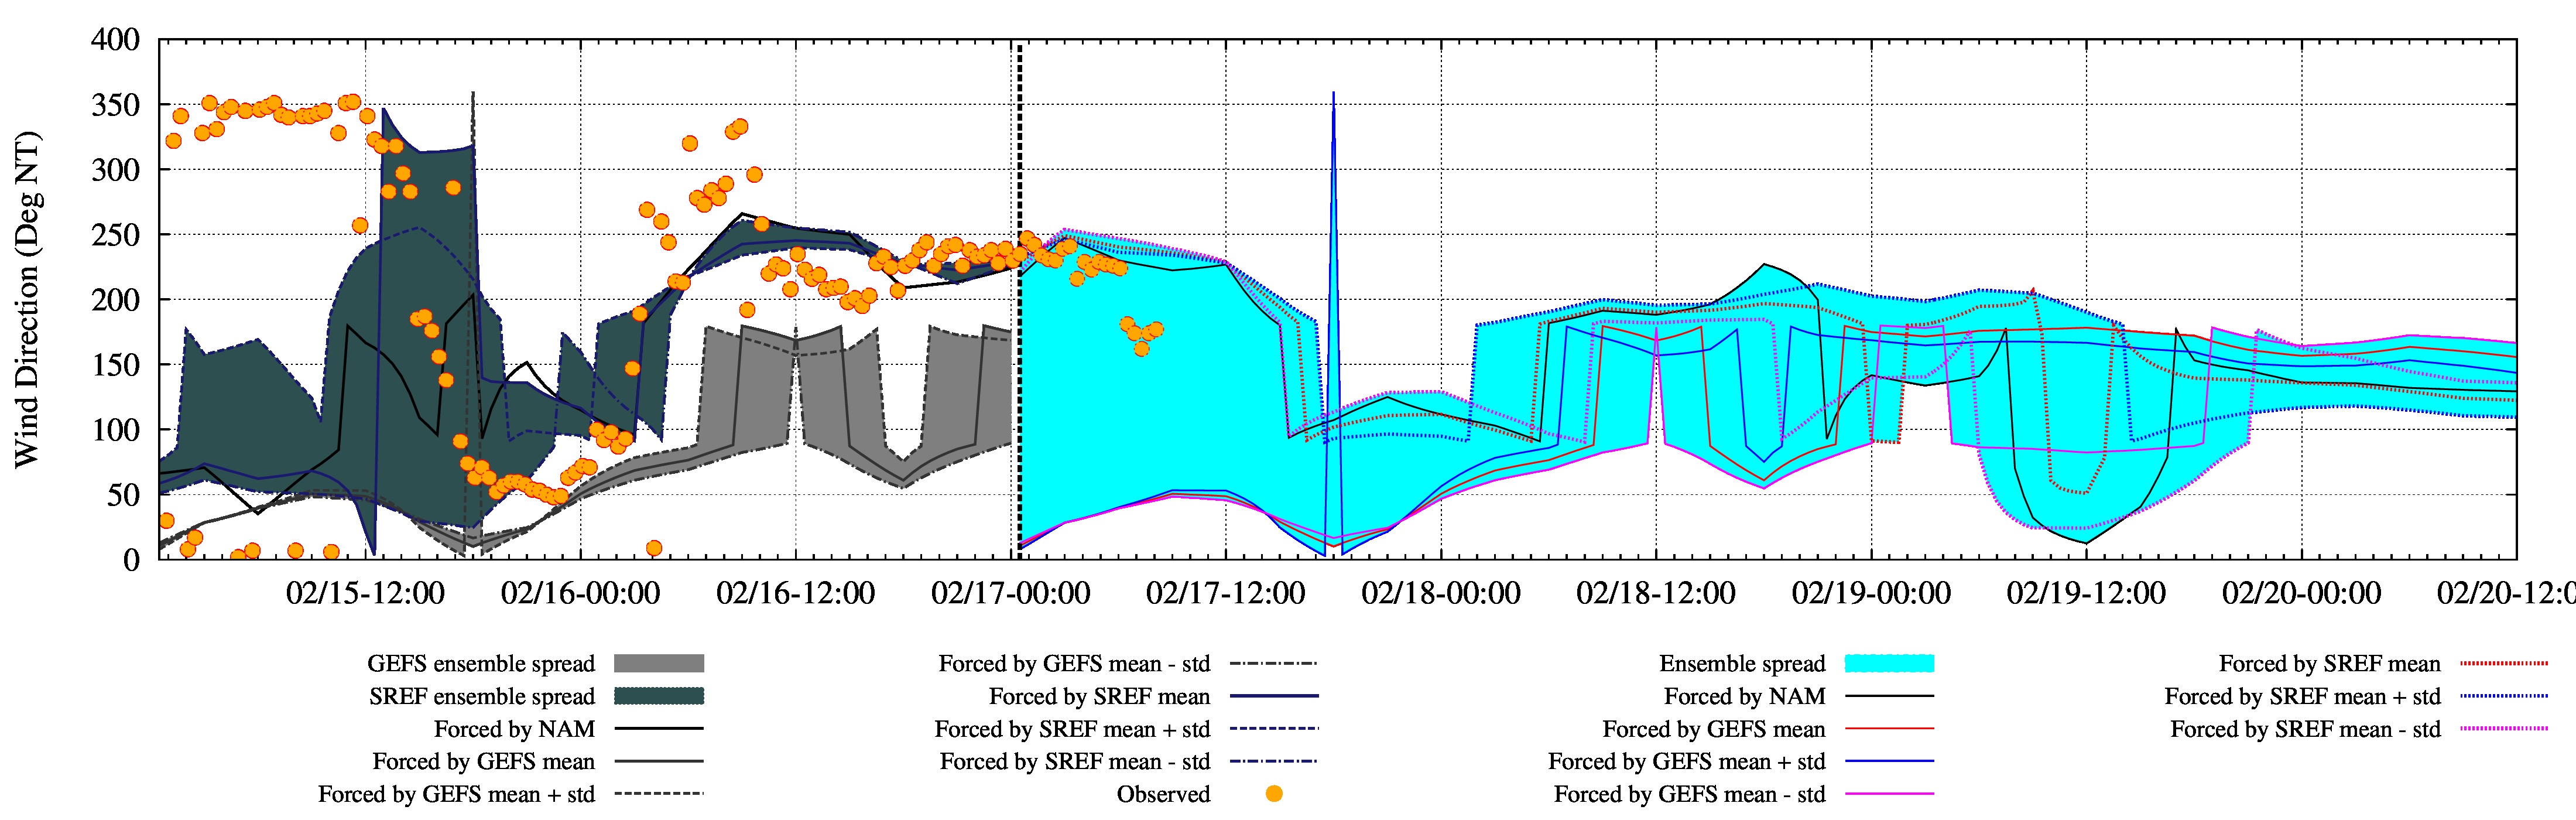 400
350
300
250
200
150
100
50
0
Wind Direction (Deg NT)
02/15-12:00 02/16-00:00 02/16-12:00 02/17-00:00 02/17-12:00 02/18-00:00 02/18-12:00 02/19-00:00 02/19-12:00 02/20-00:00 02/20-12:0
GEFS ensemble spread
SREF ensemble spread
Forced by NAM
Forced by GEFS mean
Forced by GEFS mean + std
Forced by GEFS mean - std
Forced by SREF mean
Forced by SREF mean + std
Forced by SREF mean - std
Observed
Ensemble spread
Forced by NAM
Forced by GEFS mean
Forced by GEFS mean + std
Forced by GEFS mean - std
Forced by SREF mean
Forced by SREF mean + std
Forced by SREF mean - std